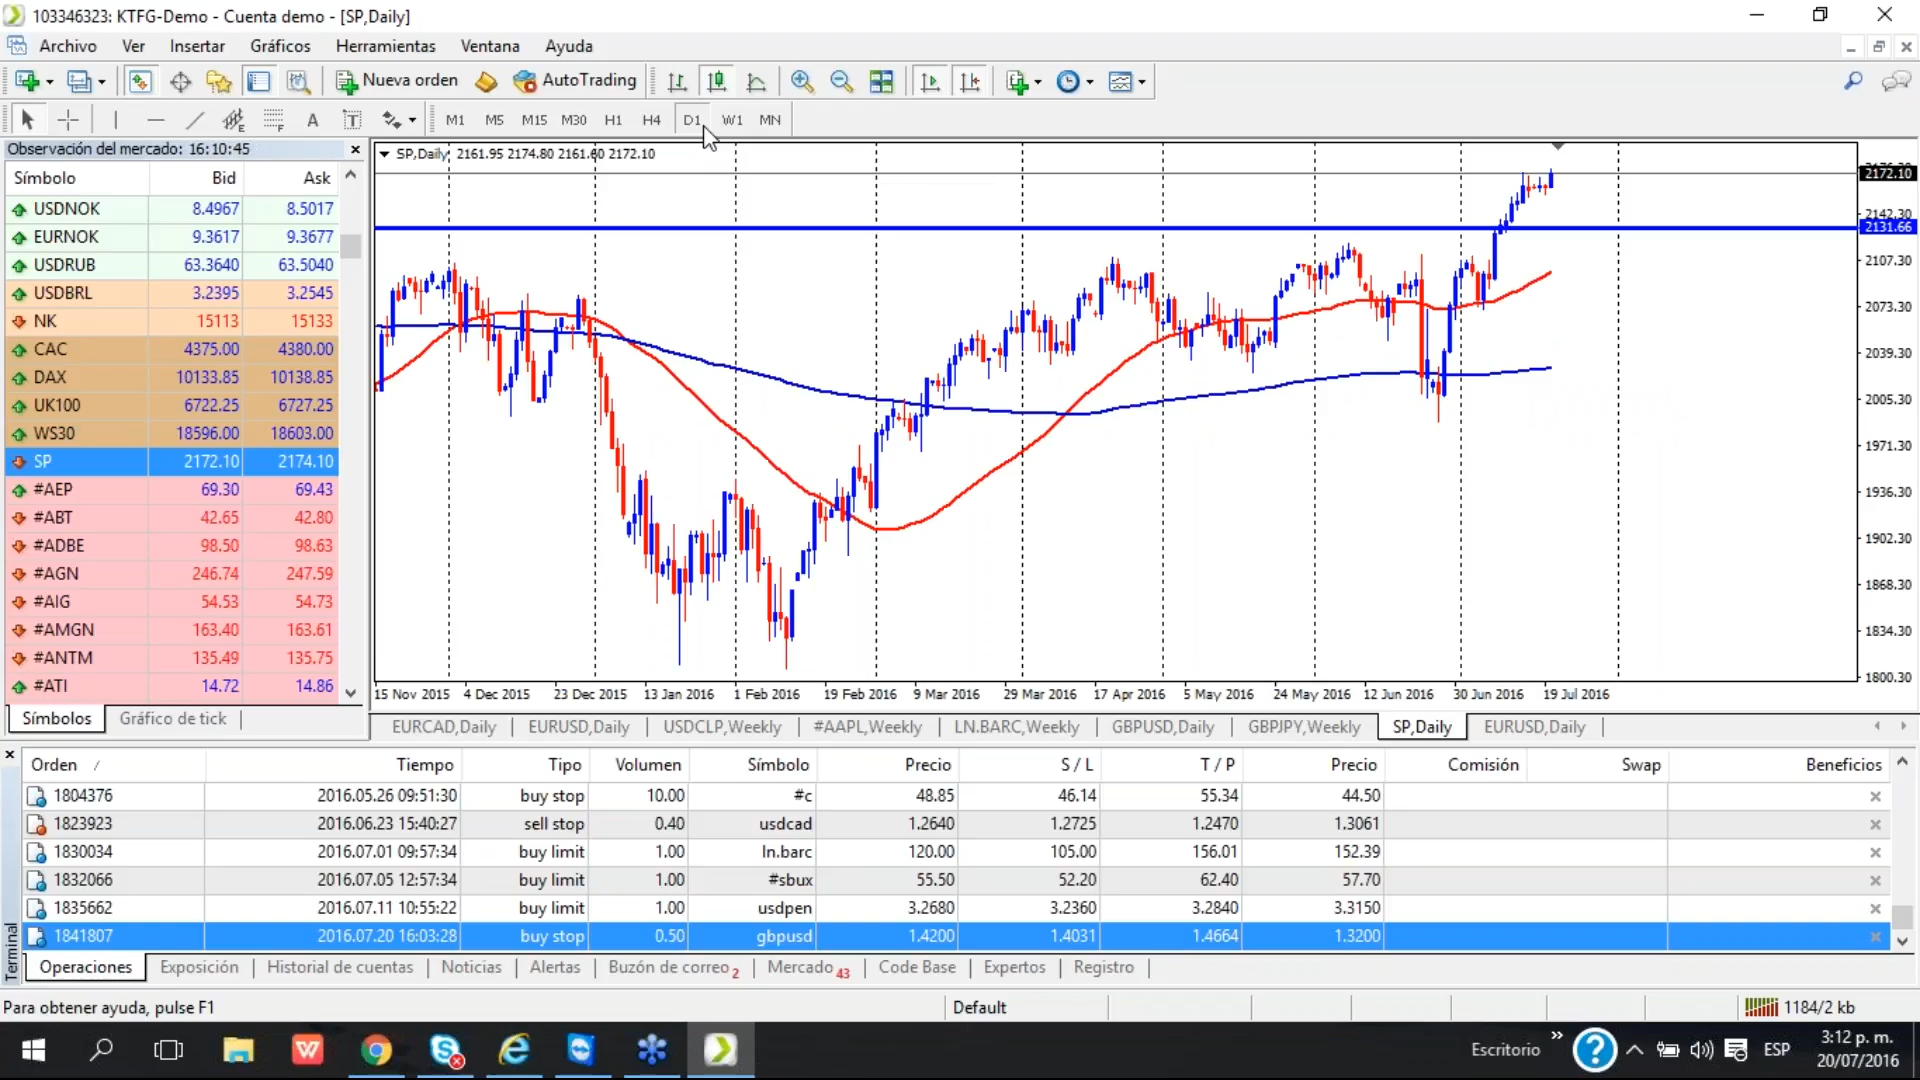 103346323: KTFG-Demo - Cuenta demo - [SP,Daily]
Archivo Ver Insertar Gráficos Herramientas Ventana Ayuda
Nueva orden AutoTrading
A T M1 M5 M15 M30 H1 H4 D1 W1 MN
Observación del mercado: 16:10:45
Símbolo Bid Ask
USDNOK 8.4967 8.5017
EURNOK 9.3617 9.3677
USDRUB 63.3640 63.5040
USDBRL 3.2395 3.2545
NK 15113 15133
CAC 4375.00 4380.00
DAX 10133.85 10138.85
UK100 6722.25 6727.25
WS30 18596.00 18603.00
SP 2172.10 2174.10
#AEP 69.30 69.43
#ABT 42.65 42.80
#ADBE 98.50 98.63
#AGN 246.74 247.59
#AIG 54.53 54.73
#AMGN 163.40 163.61
#ANTM 135.49 135.75
#ATI 14.72 14.86
Símbolos Gráfico de tick
SP,Daily 2161.95 2174.80 2161.60 2172.10
2172.10
2142.30
2131.66
2107.30
2073.30
2039.30
2005.30
1971.30
1936.30
1902.30
1868.30
1834.30
1800.30
15 Nov 2015 4 Dec 2015 23 Dec 2015 13 Jan 2016 1 Feb 2016 19 Feb 2016 9 Mar 2016 29 Mar 2016 17 Apr 2016 5 May 2016 24 May 2016 12 Jun 2016 30 Jun 2016 19 Jul 2016
EURCAD,Daily EURUSD,Daily USDCLP,Weekly #AAPL,Weekly LN.BARC,Weekly GBPUSD,Daily GBPJPY,Weekly SP,Daily EURUSD,Daily
Orden / Tiempo Tipo Volumen Símbolo Precio S / L T / P Precio Comisión Swap Beneficios
1804376 2016.05.26 09:51:30 buy stop 10.00 #c 48.85 46.14 55.34 44.50
1823923 2016.06.23 15:40:27 sell stop 0.40 usdcad 1.2640 1.2725 1.2470 1.3061
1830034 2016.07.01 09:57:34 buy limit 1.00 ln.barc 120.00 105.00 156.01 152.39
1832066 2016.07.05 12:57:34 buy limit 1.00 #sbux 55.50 52.20 62.40 57.70
1835662 2016.07.11 10:55:22 buy limit 1.00 usdpen 3.2680 3.2360 3.2840 3.3150
1841807 2016.07.20 16:03:28 buy stop 0.50 gbpusd 1.4200 1.4031 1.4664 1.3200
Terminal
Operaciones Exposición Historial de cuentas Noticias Alertas Buzón de correo 2 Mercado 43 Code Base Expertos Registro
Para obtener ayuda, pulse F1 Default 1184/2 kb
Escritorio » ESP 3:12 p. m.
20/07/2016